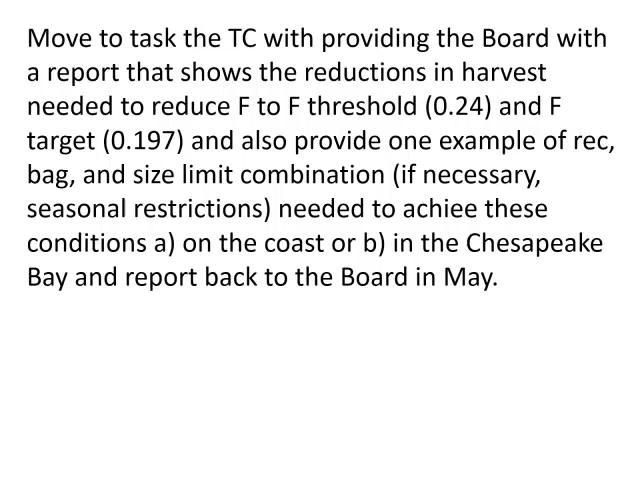 Move to task the TC with providing the Board with
a report that shows the reductions in harvest
needed to reduce F to F threshold (0.24) and F
target (0.197) and also provide one example of rec,
bag, and size limit combination (if necessary,
seasonal restrictions) needed to achiee these
conditions a) on the coast or b) in the Chesapeake
Bay and report back to the Board in May.